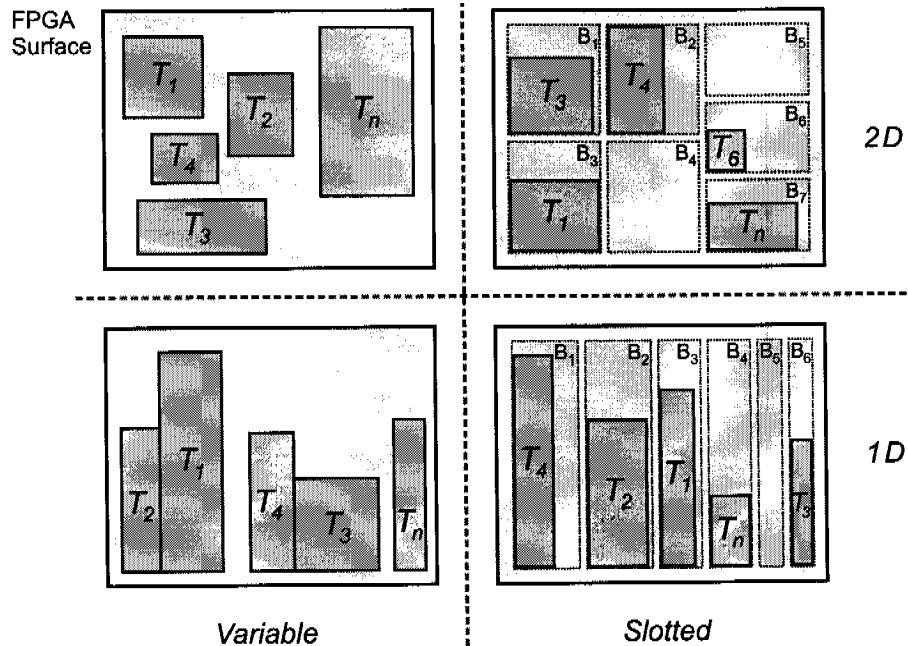 FPGA
Surface
T1
T2
Tn
T4
T3
B1
B2
B5
T3
T4
B6
T6
B3
B4
B7
T1
Tn
2D
T2
T1
T4
T3
Tn
B1
B2
B3
B4
B5
B6
T4
T2
T1
Tn
T3
1D
Variable
Slotted